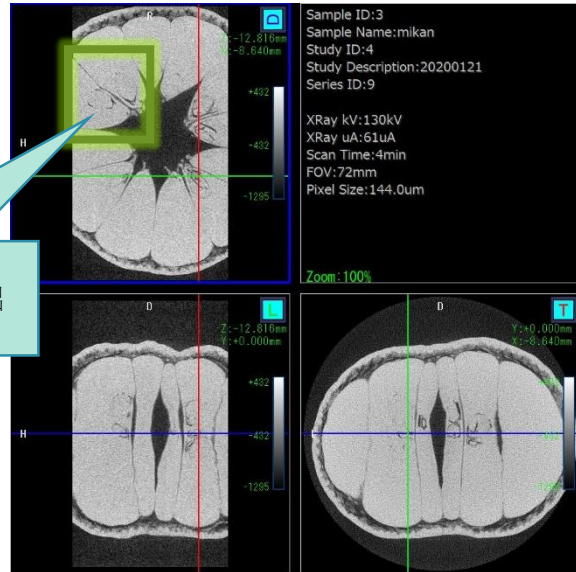 R
D
Z:-12.816mm
X:-8.640mm
+432
-432
-1295
H
Sample ID:3
Sample Name:mikan
Study ID:4
Study Description:20200121
Series ID:9
XRay kV:130kV
XRay uA:61uA
Scan Time:4min
FOV:72mm
Pixel Size:144.0um
Zoom:100%
D
L
Z:-12.816mm
Y:+0.000mm
+432
-432
-1295
H
D
T
Y:+0.000mm
X:-8.640mm
-432
-1295